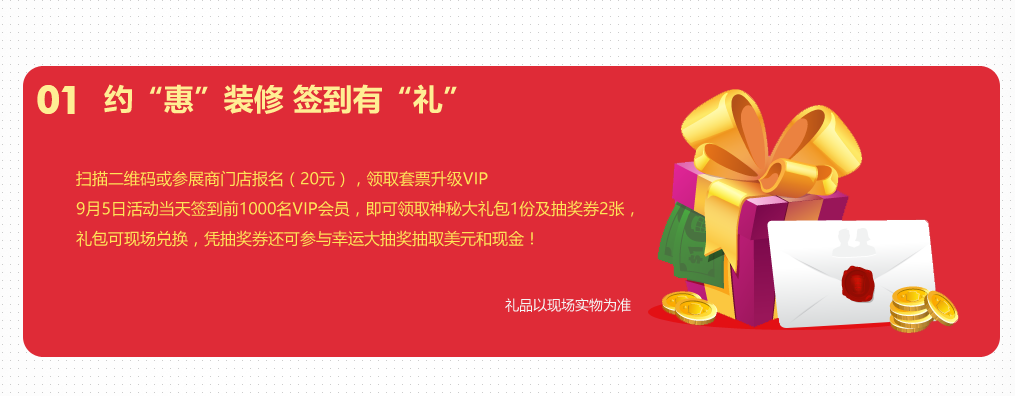 01 约“惠”装修 签到有“礼”
扫描二维码或参展商门店报名（20元），领取套票升级VIP
9月5日活动当天签到前1000名VIP会员，即可领取神秘大礼包1份及抽奖券2张，
礼包可现场兑换，凭抽奖券还可参与幸运大抽奖抽取美元和现金！
礼品以现场实物为准